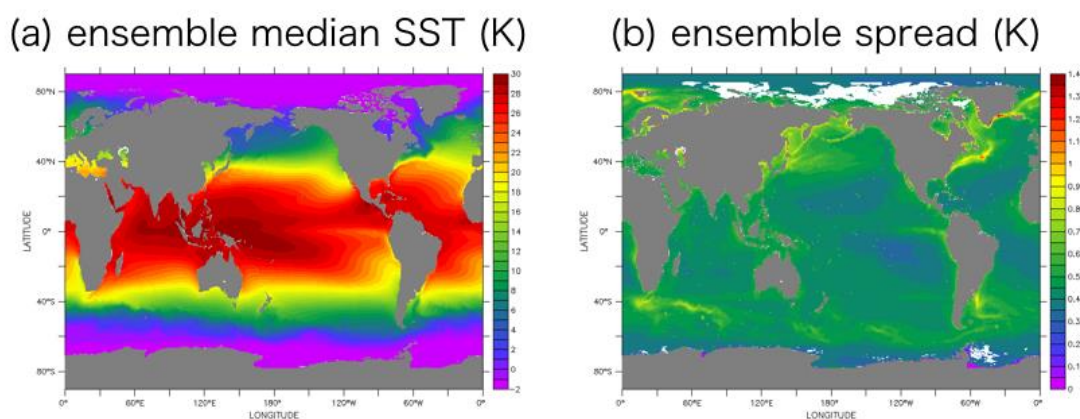 (a) ensemble median SST (K)
(b) ensemble spread (K)
80°N
40°N
0°
40°S
80°S
LATITUDE
0°
60°E
120°E
180°
120°W
60°W
0°
LONGITUDE
30
28
26
24
22
20
18
16
14
12
10
8
6
4
2
0
-2
80°N
40°N
0°
40°S
80°S
LATITUDE
0°
60°E
120°E
180°
120°W
60°W
0°
LONGITUDE
1.4
1.3
1.2
1.1
1
0.9
0.8
0.7
0.6
0.5
0.4
0.3
0.2
0.1
0